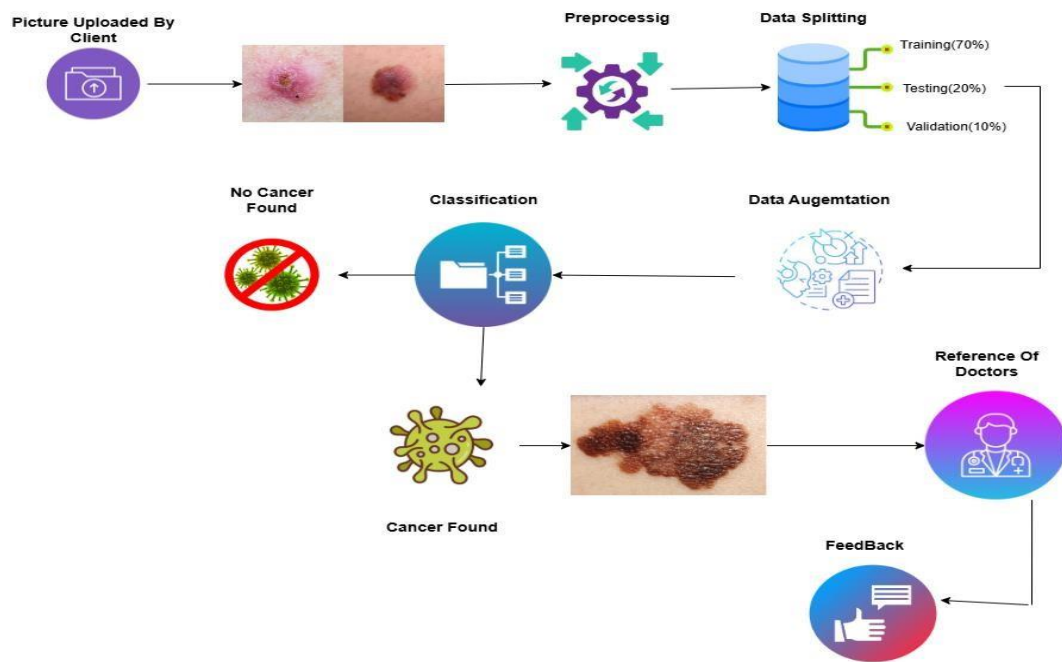 Picture Uploaded By
Client
Preprocessig
Data Splitting
Training(70%)
Testing(20%)
Validation(10%)
No Cancer
Found
Classification
Data Augemtation
Cancer Found
Reference Of
Doctors
FeedBack